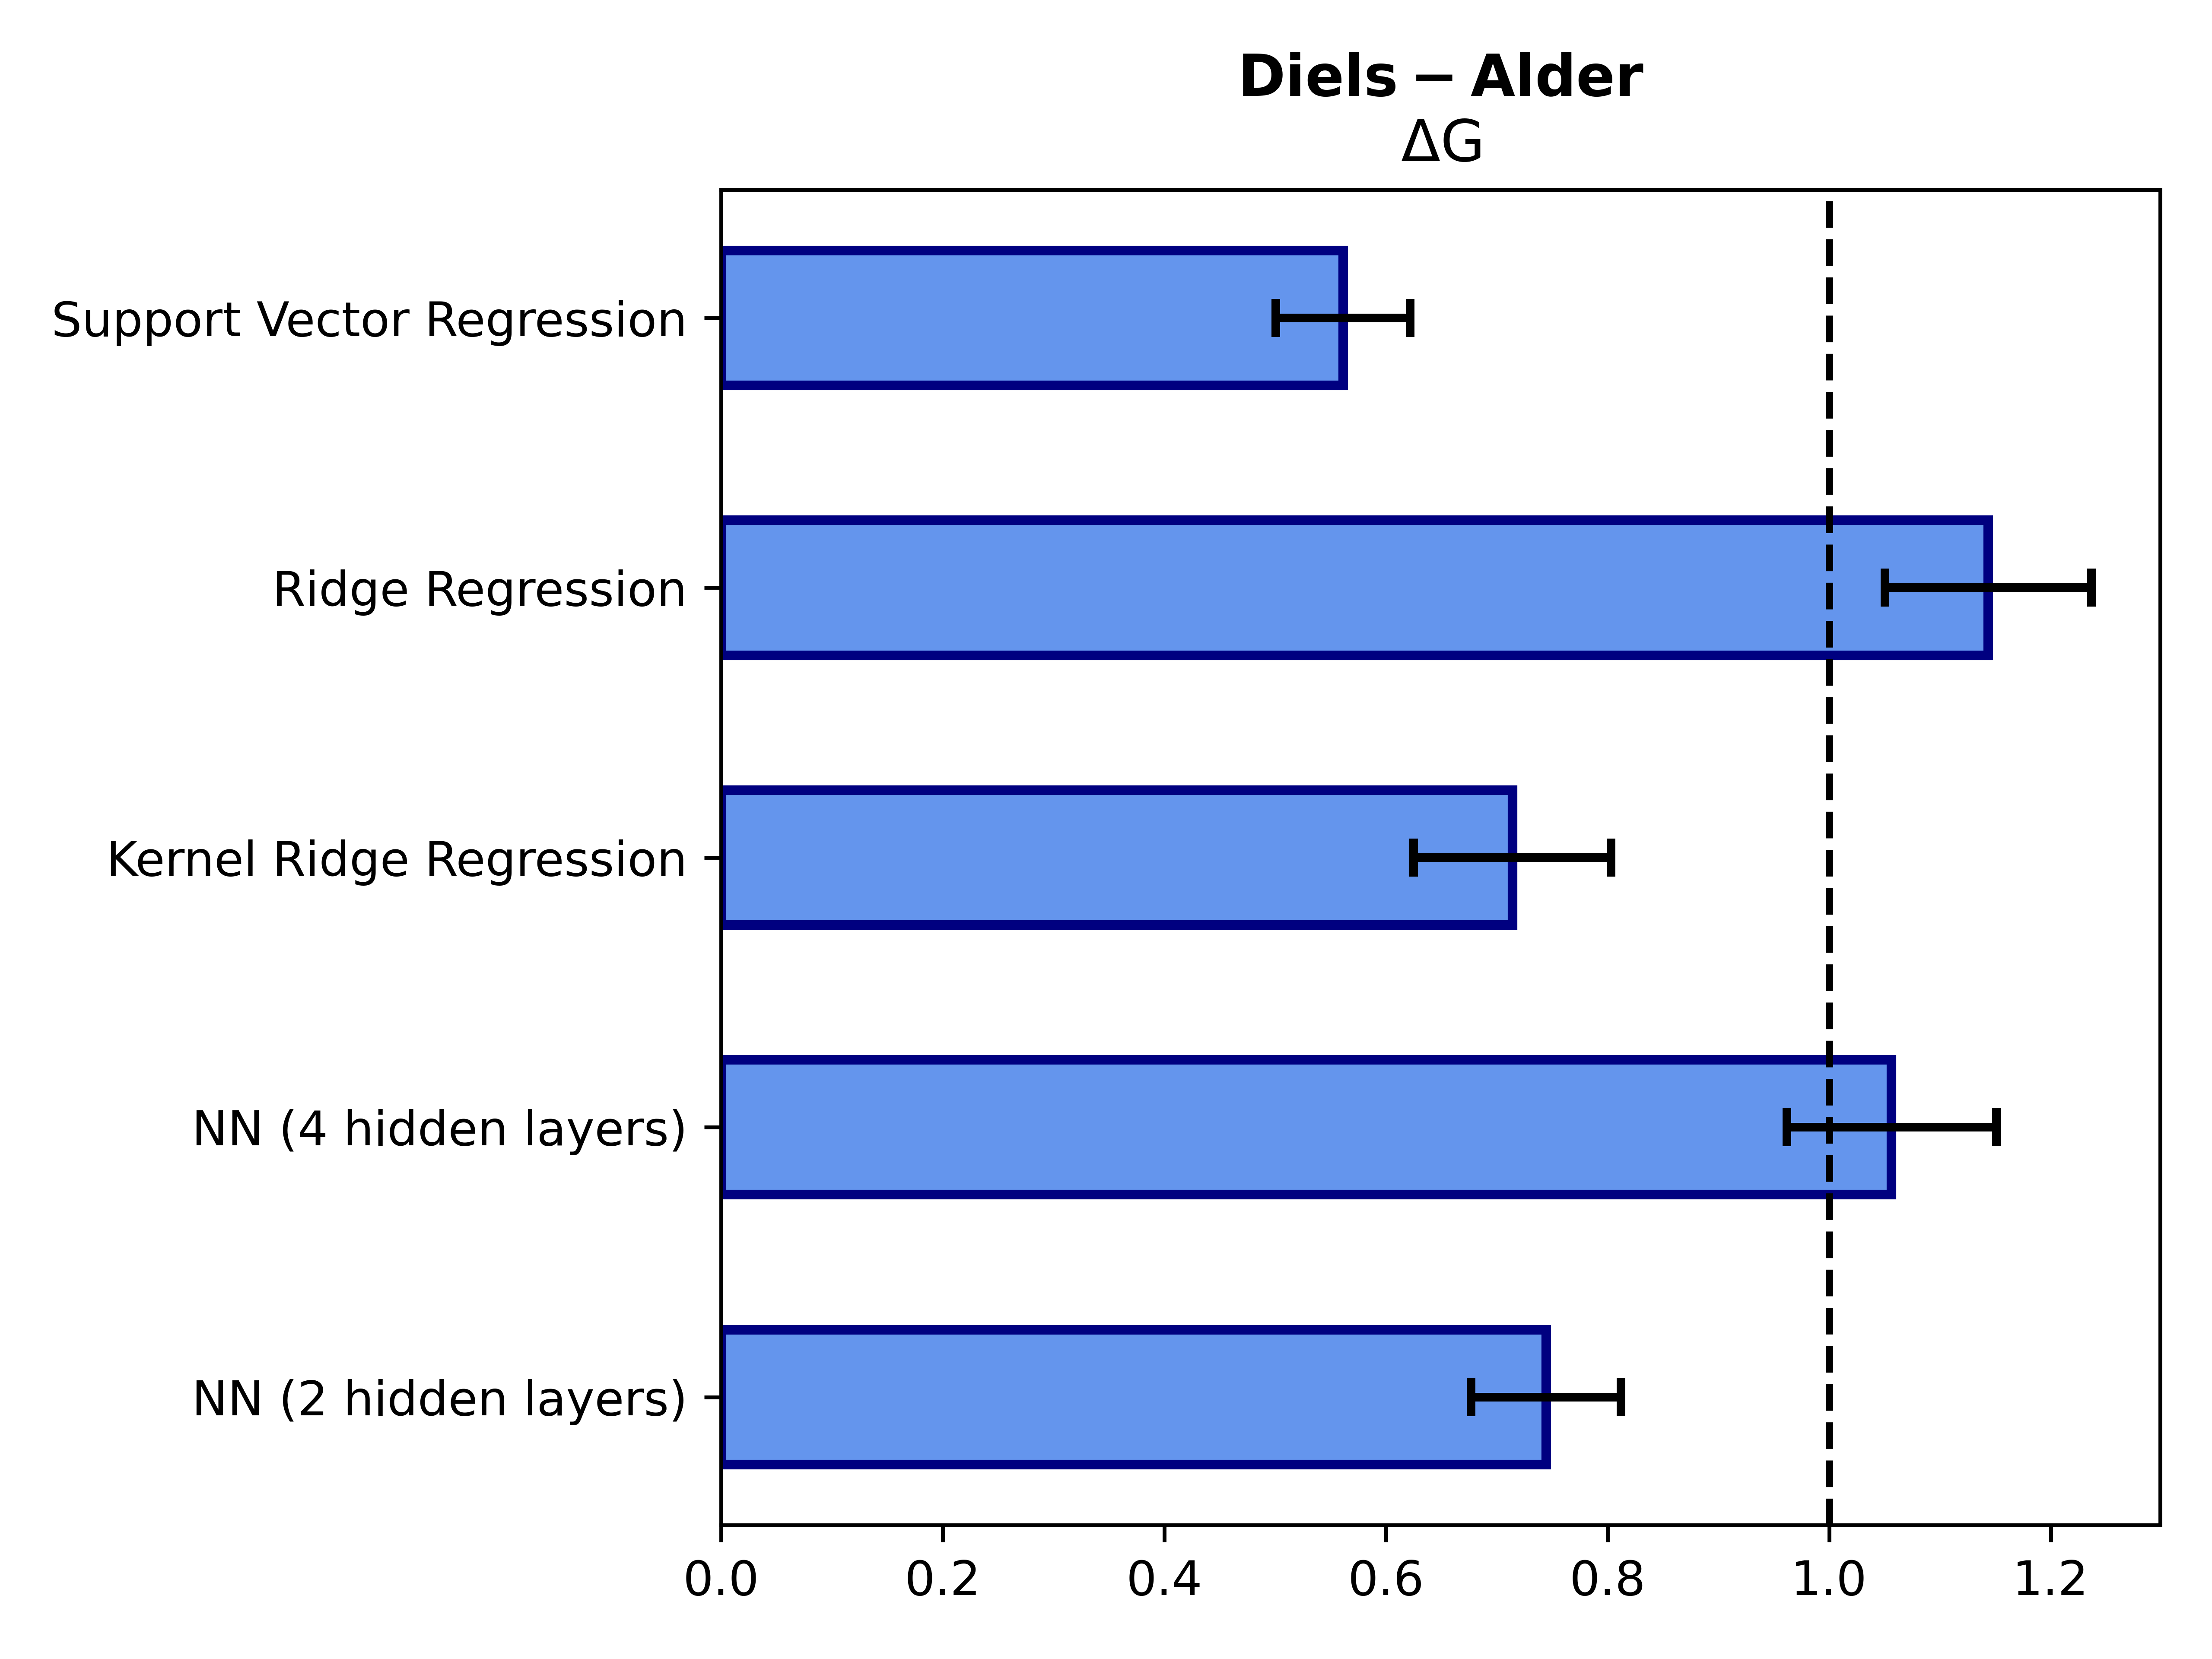 Diels – Alder
ΔG
Support Vector Regression
Ridge Regression
Kernel Ridge Regression
NN (4 hidden layers)
NN (2 hidden layers)
0.0 0.2 0.4 0.6 0.8 1.0 1.2